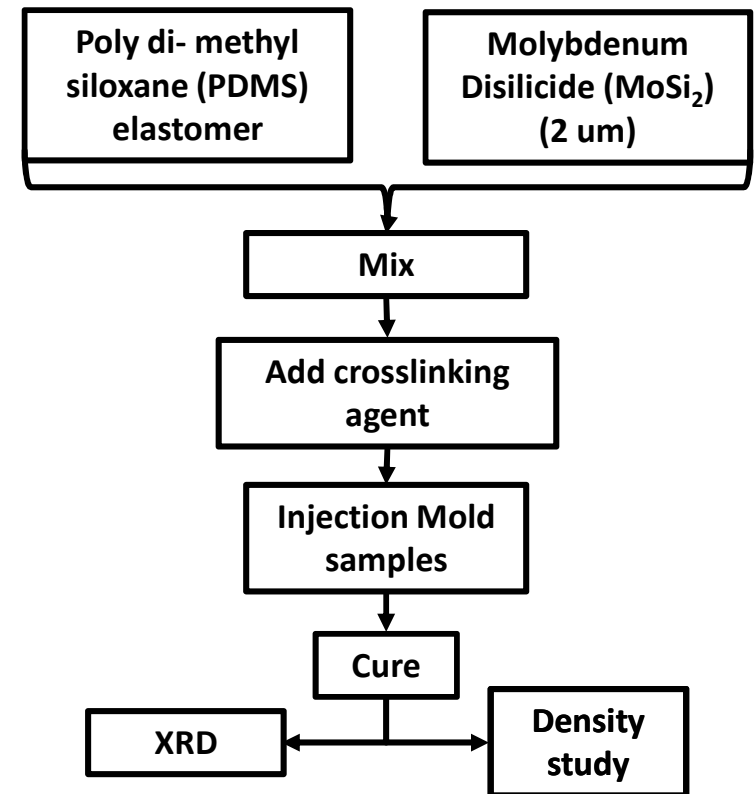 Poly di- methyl
siloxane (PDMS)
elastomer
Molybdenum
Disilicide (MoSi₂)
(2 um)
Mix
Add crosslinking
agent
Injection Mold
samples
Cure
XRD
Density
study